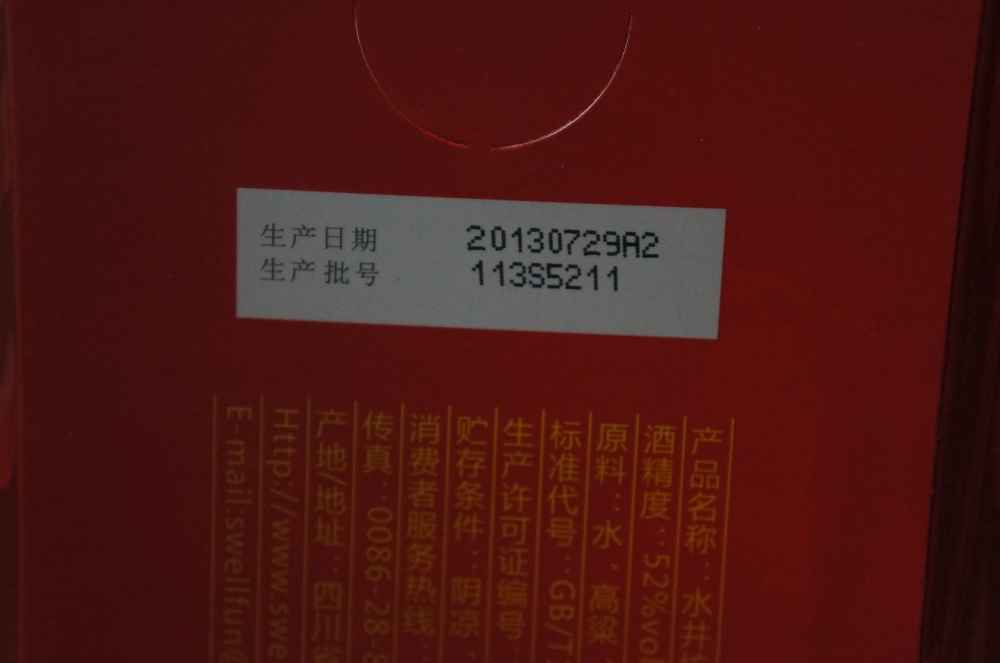 生产日期 20130729A2
生产批号 113S5211
产品名称：水井
酒精度：52%vo
原料：水、高粱
标准代号：GB/T
生产许可证编号
贮存条件：阴凉
消费者服务热线：
传真：0086-28-8
产地/地址：四川省
Http://www.swe
E-mail:swellfun